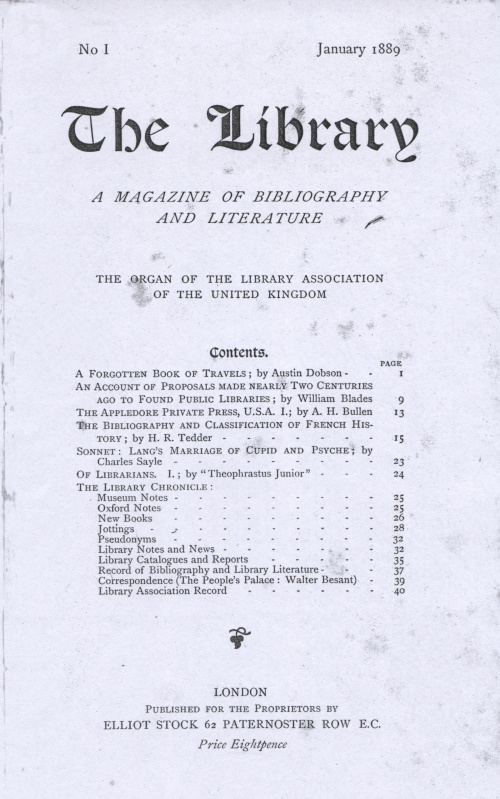 No I January 1889
The Library
A MAGAZINE OF BIBLIOGRAPHY
AND LITERATURE
THE ORGAN OF THE LIBRARY ASSOCIATION
OF THE UNITED KINGDOM
Contents.
PAGE
A FORGOTTEN BOOK OF TRAVELS; by Austin Dobson - - 1
AN ACCOUNT OF PROPOSALS MADE NEARLY TWO CENTURIES
AGO TO FOUND PUBLIC LIBRARIES; by William Blades 9
THE APPLEDORE PRIVATE PRESS, U.S.A. I.; by A. H. Bullen 13
THE BIBLIOGRAPHY AND CLASSIFICATION OF FRENCH HIS-
TORY; by H. R. Tedder - - - - - - - 15
SONNET: LANG'S MARRIAGE OF CUPID AND PSYCHE; by
Charles Sayle - - - - - - - - - 23
OF LIBRARIANS. I.; by "Theophrastus Junior" - - - 24
THE LIBRARY CHRONICLE:
Museum Notes - - - - - - - - - 25
Oxford Notes - - - - - - - - - 25
New Books - - - - - - - - - 26
Jottings - - - - - - - - - 28
Pseudonyms - - - - - - - - - 32
Library Notes and News - - - - - - - 32
Library Catalogues and Reports - - - - - 35
Record of Bibliography and Library Literature - - - 37
Correspondence (The People's Palace: Walter Besant) - 39
Library Association Record - - - - - - 40
LONDON
PUBLISHED FOR THE PROPRIETORS BY
ELLIOT STOCK 62 PATERNOSTER ROW E.C.
Price Eightpence